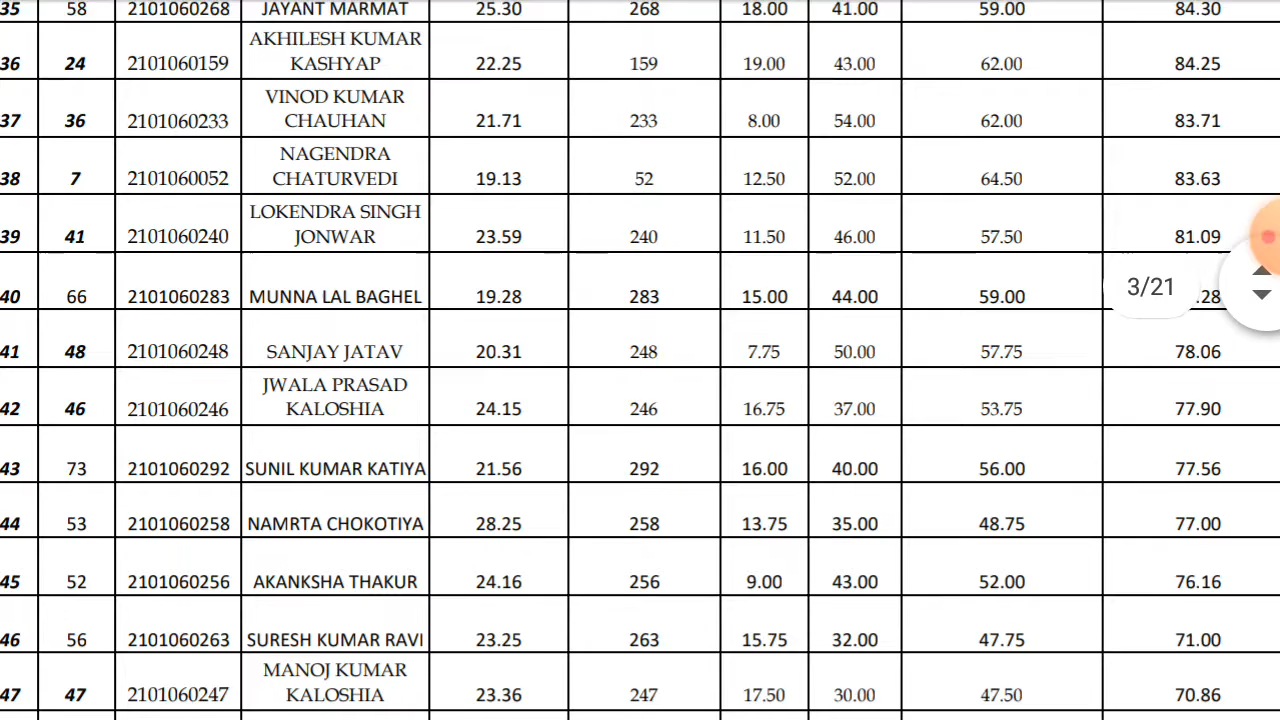 35 58 2101060268 JAYANT MARMAT 25.30 268 18.00 41.00 59.00 84.30
AKHILESH KUMAR
36 24 2101060159 KASHYAP 22.25 159 19.00 43.00 62.00 84.25
VINOD KUMAR
37 36 2101060233 CHAUHAN 21.71 233 8.00 54.00 62.00 83.71
NAGENDRA
38 7 2101060052 CHATURVEDI 19.13 52 12.50 52.00 64.50 83.63
LOKENDRA SINGH
39 41 2101060240 JONWAR 23.59 240 11.50 46.00 57.50 81.09
3/21
40 66 2101060283 MUNNA LAL BAGHEL 19.28 283 15.00 44.00 59.00 .28
41 48 2101060248 SANJAY JATAV 20.31 248 7.75 50.00 57.75 78.06
JWALA PRASAD
42 46 2101060246 KALOSHIA 24.15 246 16.75 37.00 53.75 77.90
43 73 2101060292 SUNIL KUMAR KATIYA 21.56 292 16.00 40.00 56.00 77.56
44 53 2101060258 NAMRTA CHOKOTIYA 28.25 258 13.75 35.00 48.75 77.00
45 52 2101060256 AKANKSHA THAKUR 24.16 256 9.00 43.00 52.00 76.16
46 56 2101060263 SURESH KUMAR RAVI 23.25 263 15.75 32.00 47.75 71.00
MANOJ KUMAR
47 47 2101060247 KALOSHIA 23.36 247 17.50 30.00 47.50 70.86